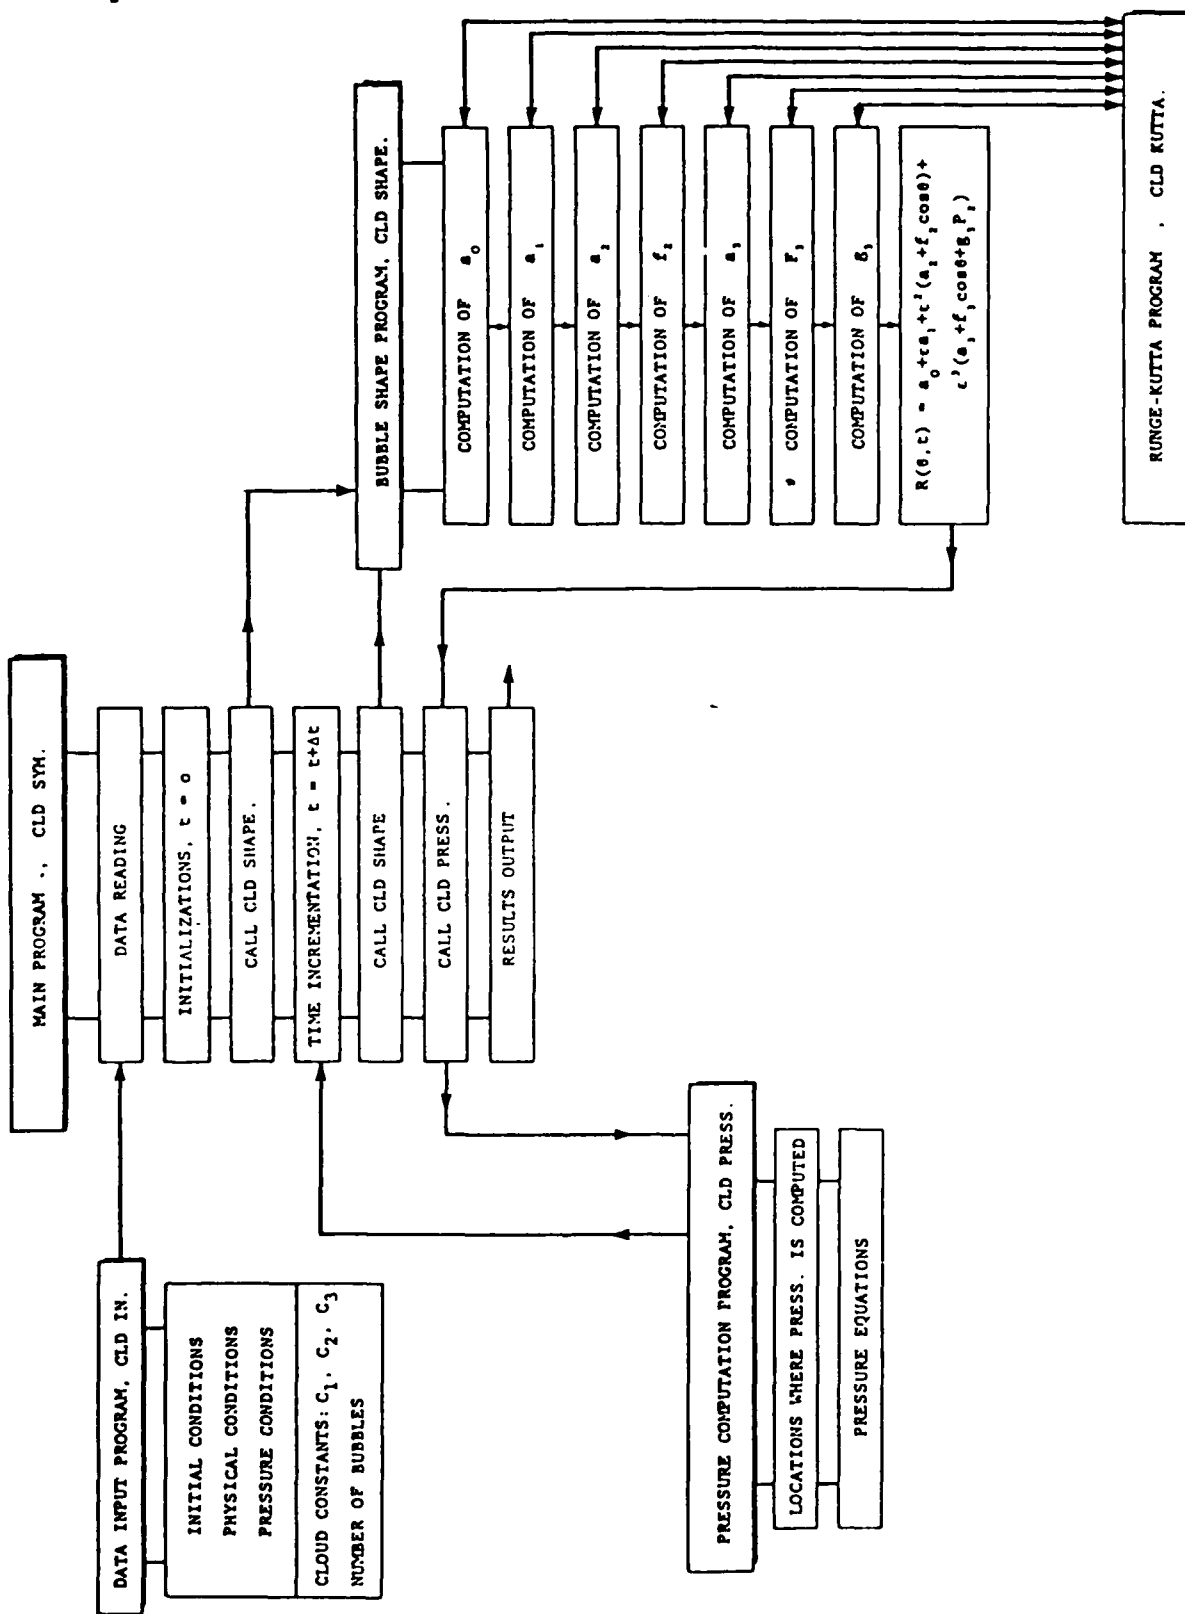 MAIN PROGRAM ., CLD SYM.
DATA READING
INITIALIZATIONS, t = o
CALL CLD SHAPE.
TIME INCREMENTATION, t = t+Δt
CALL CLD SHAPE
CALL CLD PRESS.
RESULTS OUTPUT
DATA INPUT PROGRAM, CLD IN.
INITIAL CONDITIONS
PHYSICAL CONDITIONS
PRESSURE CONDITIONS
CLOUD CONSTANTS: C₁, C₂, C₃
NUMBER OF BUBBLES
PRESSURE COMPUTATION PROGRAM, CLD PRESS.
LOCATIONS WHERE PRESS. IS COMPUTED
PRESSURE EQUATIONS
BUBBLE SHAPE PROGRAM, CLD SHAPE.
COMPUTATION OF a₀
COMPUTATION OF a₁
COMPUTATION OF a₂
COMPUTATION OF f₂
COMPUTATION OF a₃
COMPUTATION OF F₃
COMPUTATION OF g₃
R(θ,t) = a₀+εa₁+ε²(a₂+f₂cosθ)+
ε³(a₃+f₃cosθ+g₃P₂)
RUNGE-KUTTA PROGRAM , CLD KUTTA.